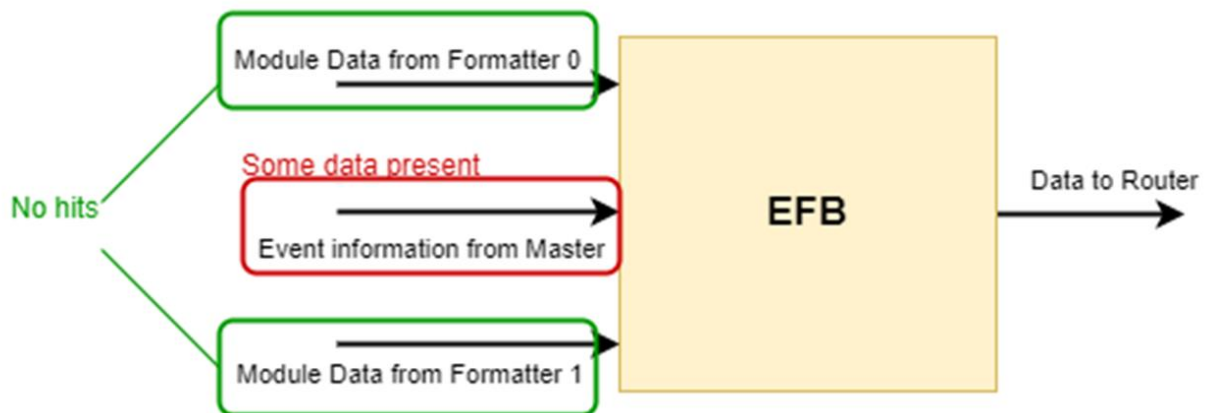 Module Data from Formatter 0
Some data present
No hits
Event information from Master
EFB
Data to Router
Module Data from Formatter 1